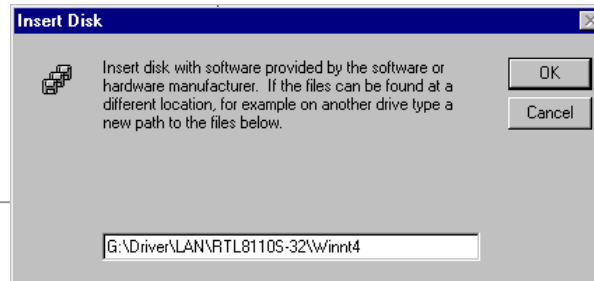 Insert Disk
Insert disk with software provided by the software or
hardware manufacturer. If the files can be found at a
different location, for example on another drive type a
new path to the files below.
OK
Cancel
G:\Driver\LAN\RTL8110S-32\Winnt4